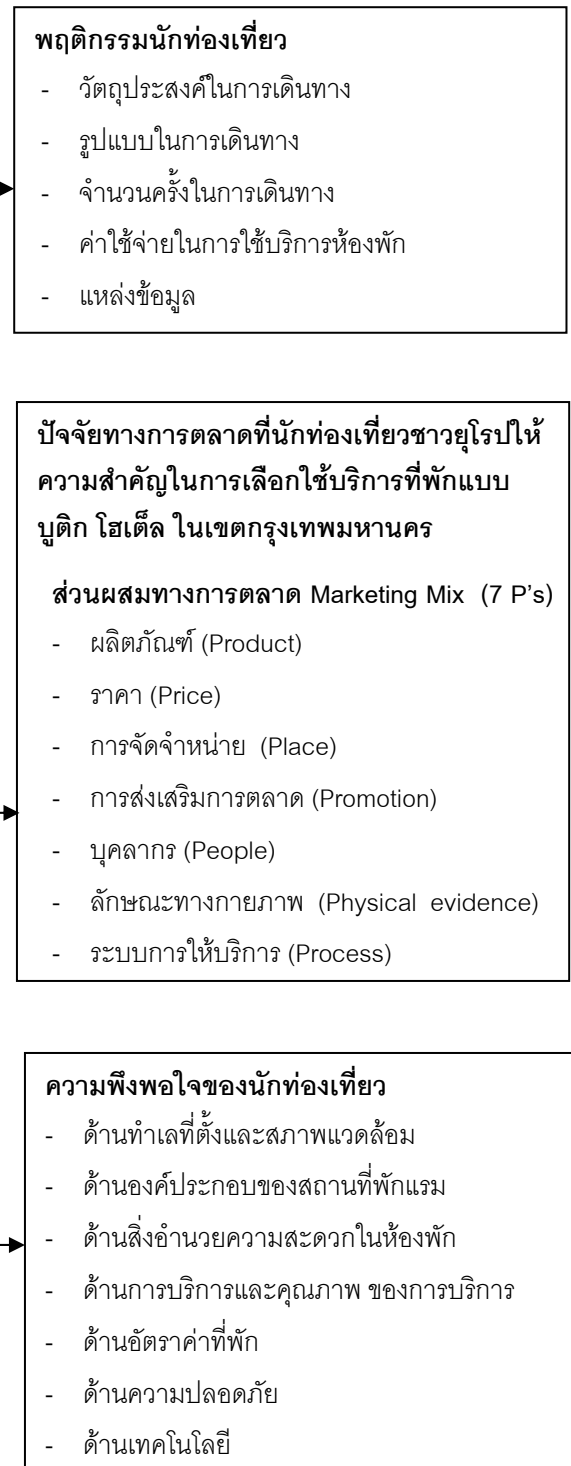 พฤติกรรมนักท่องเที่ยว
- วัตถุประสงค์ในการเดินทาง
- รูปแบบในการเดินทาง
- จำนวนครั้งในการเดินทาง
- ค่าใช้จ่ายในการใช้บริการห้องพัก
- แหล่งข้อมูล
ปัจจัยทางการตลาดที่นักท่องเที่ยวชาวยุโรปให้
ความสำคัญในการเลือกใช้บริการที่พักแบบ
บูติก โฮเต็ล ในเขตกรุงเทพมหานคร
ส่วนผสมทางการตลาด Marketing Mix (7 P's)
- ผลิตภัณฑ์ (Product)
- ราคา (Price)
- การจัดจำหน่าย (Place)
- การส่งเสริมการตลาด (Promotion)
- บุคลากร (People)
- ลักษณะทางกายภาพ (Physical evidence)
- ระบบการให้บริการ (Process)
ความพึงพอใจของนักท่องเที่ยว
- ด้านทำเลที่ตั้งและสภาพแวดล้อม
- ด้านองค์ประกอบของสถานที่พักแรม
- ด้านสิ่งอำนวยความสะดวกในห้องพัก
- ด้านการบริการและคุณภาพ ของการบริการ
- ด้านอัตราค่าที่พัก
- ด้านความปลอดภัย
- ด้านเทคโนโลยี